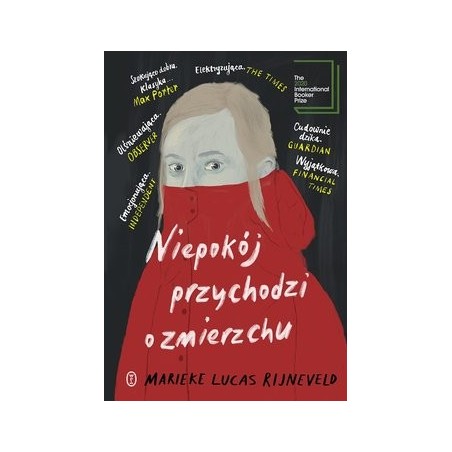 Szokująco dobra.
Klasyka...
MAX PORTER
Elektryzująca. THE TIMES
The
2020
International
Booker
Prize
Olśniewająca.
OBSERVER
Cudownie
dzika.
GUARDIAN
Wyjątkowa.
FINANCIAL
TIMES
Emocjonująca.
INDEPENDENT
Niepokój
przychodzi
o zmierzchu
MARIEKE LUCAS RIJNEVELD